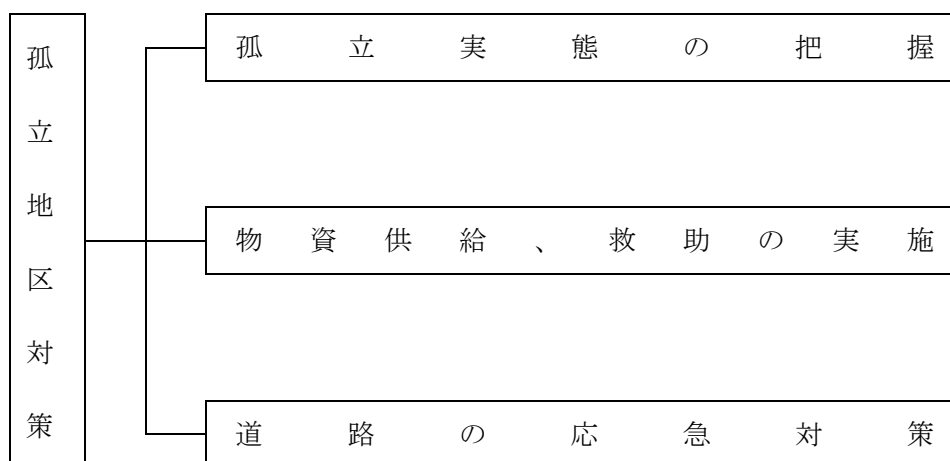 孤立地区対策
孤立実態の把握
物資供給、救助の実施
道路の応急対策